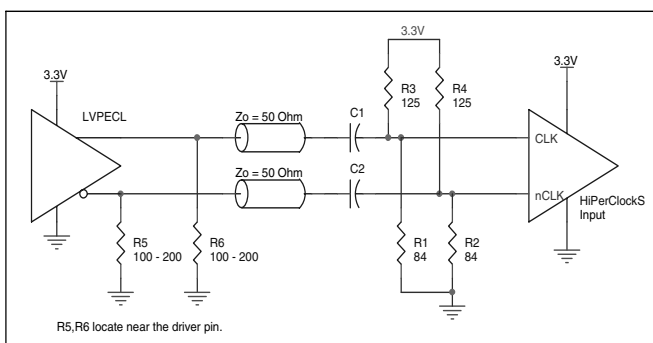 3.3V
3.3V
3.3V
R3
125
R4
125
LVPECL
Zo = 50 Ohm
C1
CLK
Zo = 50 Ohm
C2
nCLK
HiPerClockS
Input
R5
100 - 200
R6
100 - 200
R1
84
R2
84
R5,R6 locate near the driver pin.